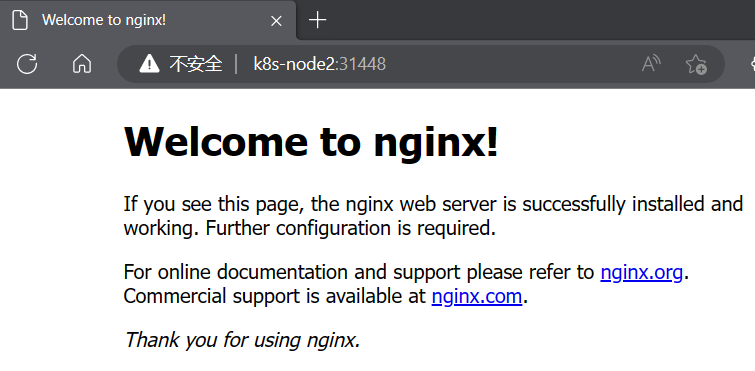 Welcome to nginx!
不安全 k8s-node2:31448
Welcome to nginx!
If you see this page, the nginx web server is successfully installed and
working. Further configuration is required.
For online documentation and support please refer to nginx.org.
Commercial support is available at nginx.com.
Thank you for using nginx.